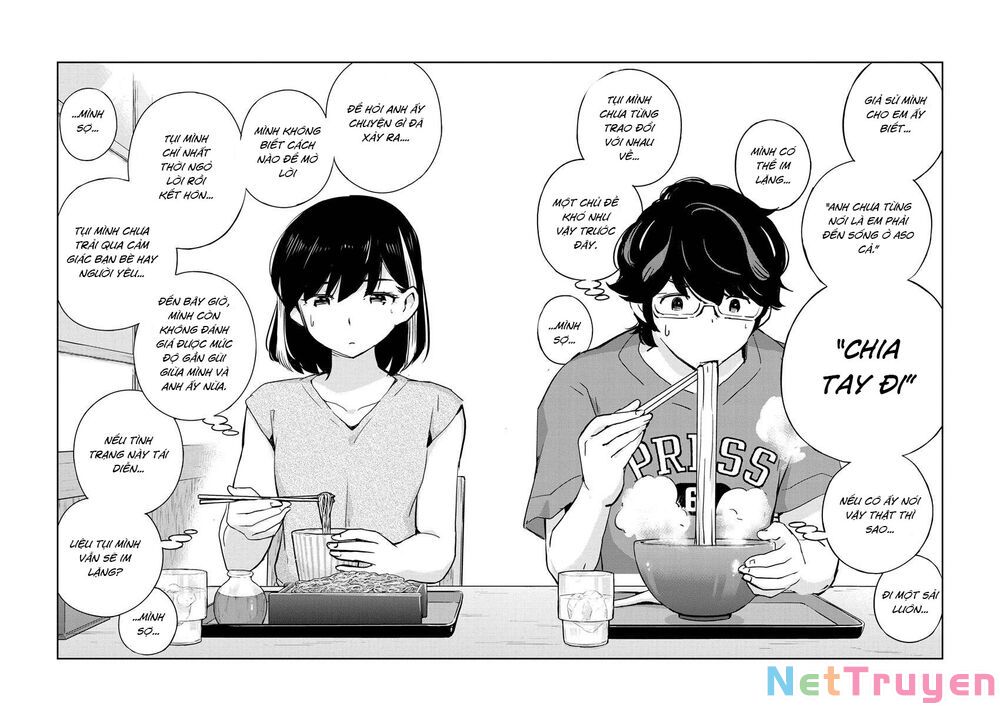 ĐỂ HỎI ANH ẤY
CHUYỆN GÌ ĐÃ
XẢY RA....
MÌNH KHÔNG
BIẾT CÁCH
NÀO ĐỂ MỞ
LỜI
TỤI MÌNH
CHỈ NHẤT
THỜI NGỎ
LỜI RỒI
KẾT HÔN...
...MÌNH
SỢ...
TỤI MÌNH CHƯA
TRẢI QUA CẢM
GIÁC BẠN BÈ HAY
NGƯỜI YÊU...
ĐẾN BÂY GIỜ,
MÌNH CÒN
KHÔNG ĐÁNH
GIÁ ĐƯỢC MỨC
ĐỘ GẦN GŨI
GIỮA MÌNH VÀ
ANH ẤY NỮA.
NẾU TÌNH
TRẠNG NÀY TÁI
DIỄN...
LIỆU TỤI MÌNH
VẪN SẼ IM
LẶNG?
...MÌNH
SỢ...
GIẢ SỬ MÌNH
CHO EM ẤY
BIẾT...
"ANH CHƯA TỪNG
NÓI LÀ EM PHẢI
ĐẾN SỐNG Ở ASO
CẢ."
"CHIA
TAY ĐI"
NẾU CÔ ẤY NÓI
VẬY THẬT THÌ
SAO...
ĐI MỘT SẢI
LUÔN...
MÌNH CÓ
THỂ IM
LẶNG...
TỤI MÌNH
CHƯA TỪNG
TRAO ĐỔI
VỚI NHAU
VỀ...
MỘT CHỦ ĐỀ
KHÓ NHƯ
VẬY TRƯỚC
ĐÂY.
...MÌNH
SỢ...
PRESS
6
NetTruyen